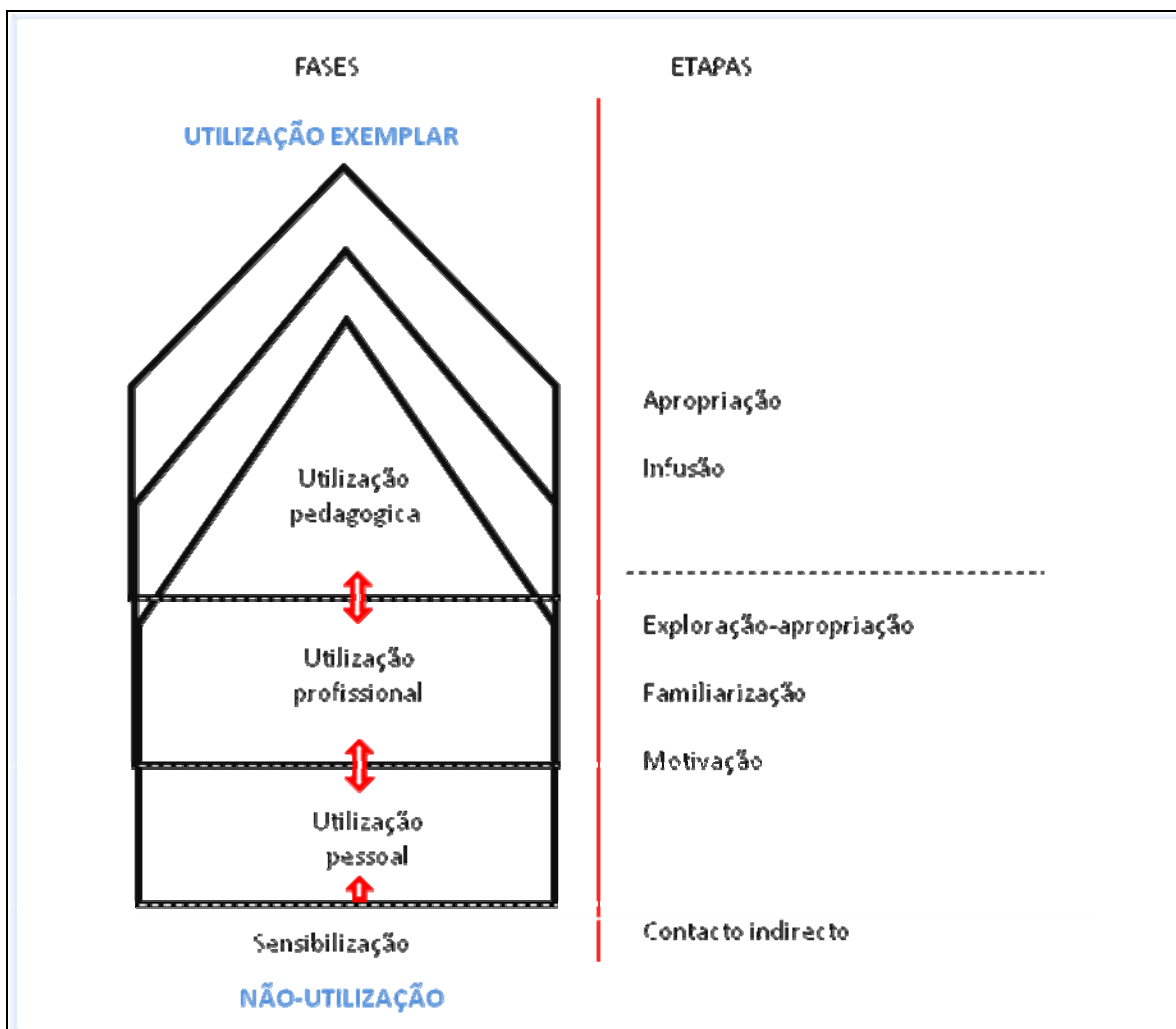 FASES
ETAPAS
UTILIZAÇÃO EXEMPLAR
Apropriação
Infusão
Utilização
pedagogica
Exploração-apropriação
Utilização
profissional
Familiarização
Motivação
Utilização
pessoal
Contacto indirecto
Sensibilização
NÃO-UTILIZAÇÃO